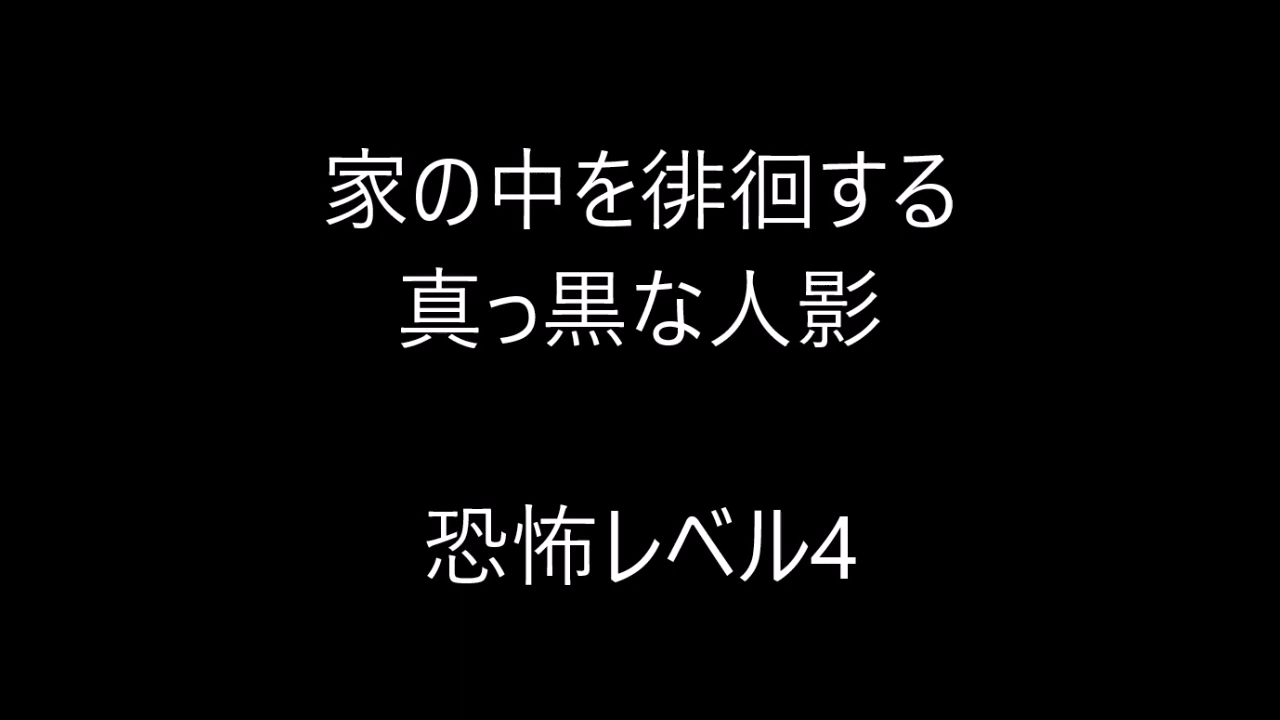 家の中を徘徊する
真っ黒な人影
恐怖レベル4